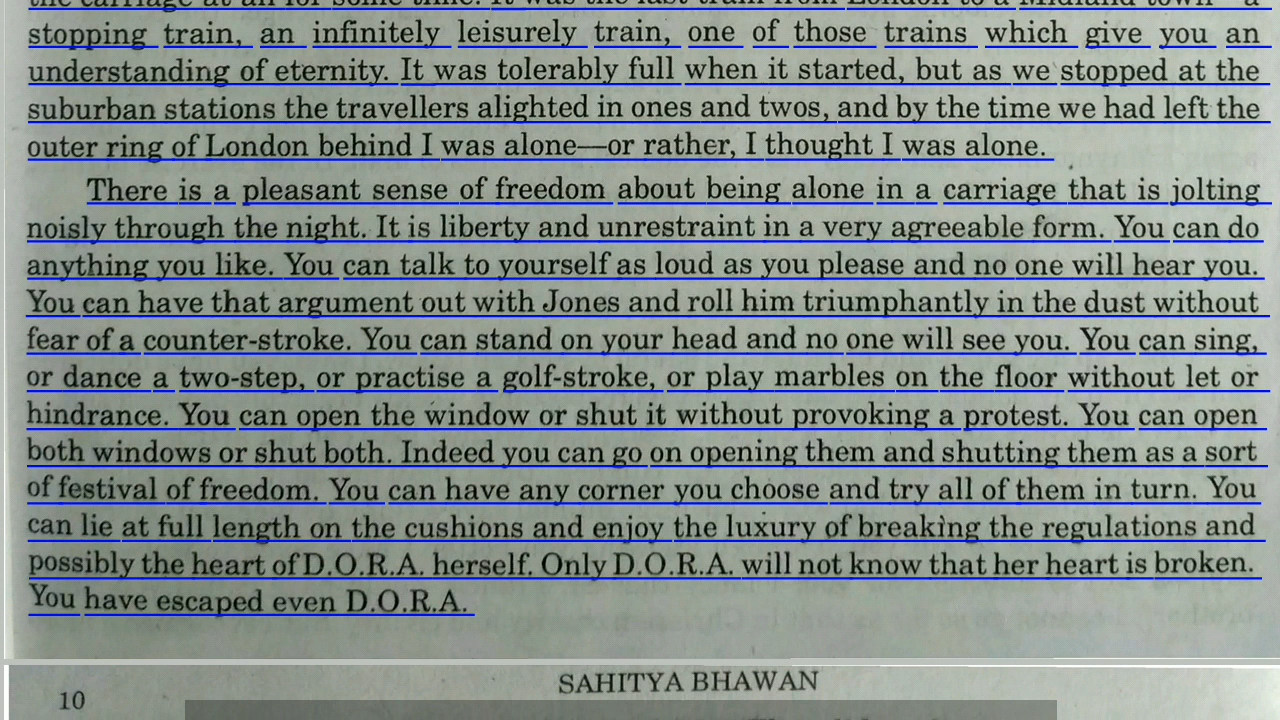 the carriage at all for some time. It was the last train from London to a Midland town—a
stopping train, an infinitely leisurely train, one of those trains which give you an
understanding of eternity. It was tolerably full when it started, but as we stopped at the
suburban stations the travellers alighted in ones and twos, and by the time we had left the
outer ring of London behind I was alone—or rather, I thought I was alone.
There is a pleasant sense of freedom about being alone in a carriage that is jolting
noisly through the night. It is liberty and unrestraint in a very agreeable form. You can do
anything you like. You can talk to yourself as loud as you please and no one will hear you.
You can have that argument out with Jones and roll him triumphantly in the dust without
fear of a counter-stroke. You can stand on your head and no one will see you. You can sing,
or dance a two-step, or practise a golf-stroke, or play marbles on the floor without let or
hindrance. You can open the window or shut it without provoking a protest. You can open
both windows or shut both. Indeed you can go on opening them and shutting them as a sort
of festival of freedom. You can have any corner you choose and try all of them in turn. You
can lie at full length on the cushions and enjoy the luxury of breaking the regulations and
possibly the heart of D.O.R.A. herself. Only D.O.R.A. will not know that her heart is broken.
You have escaped even D.O.R.A.
10
SAHITYA BHAWAN